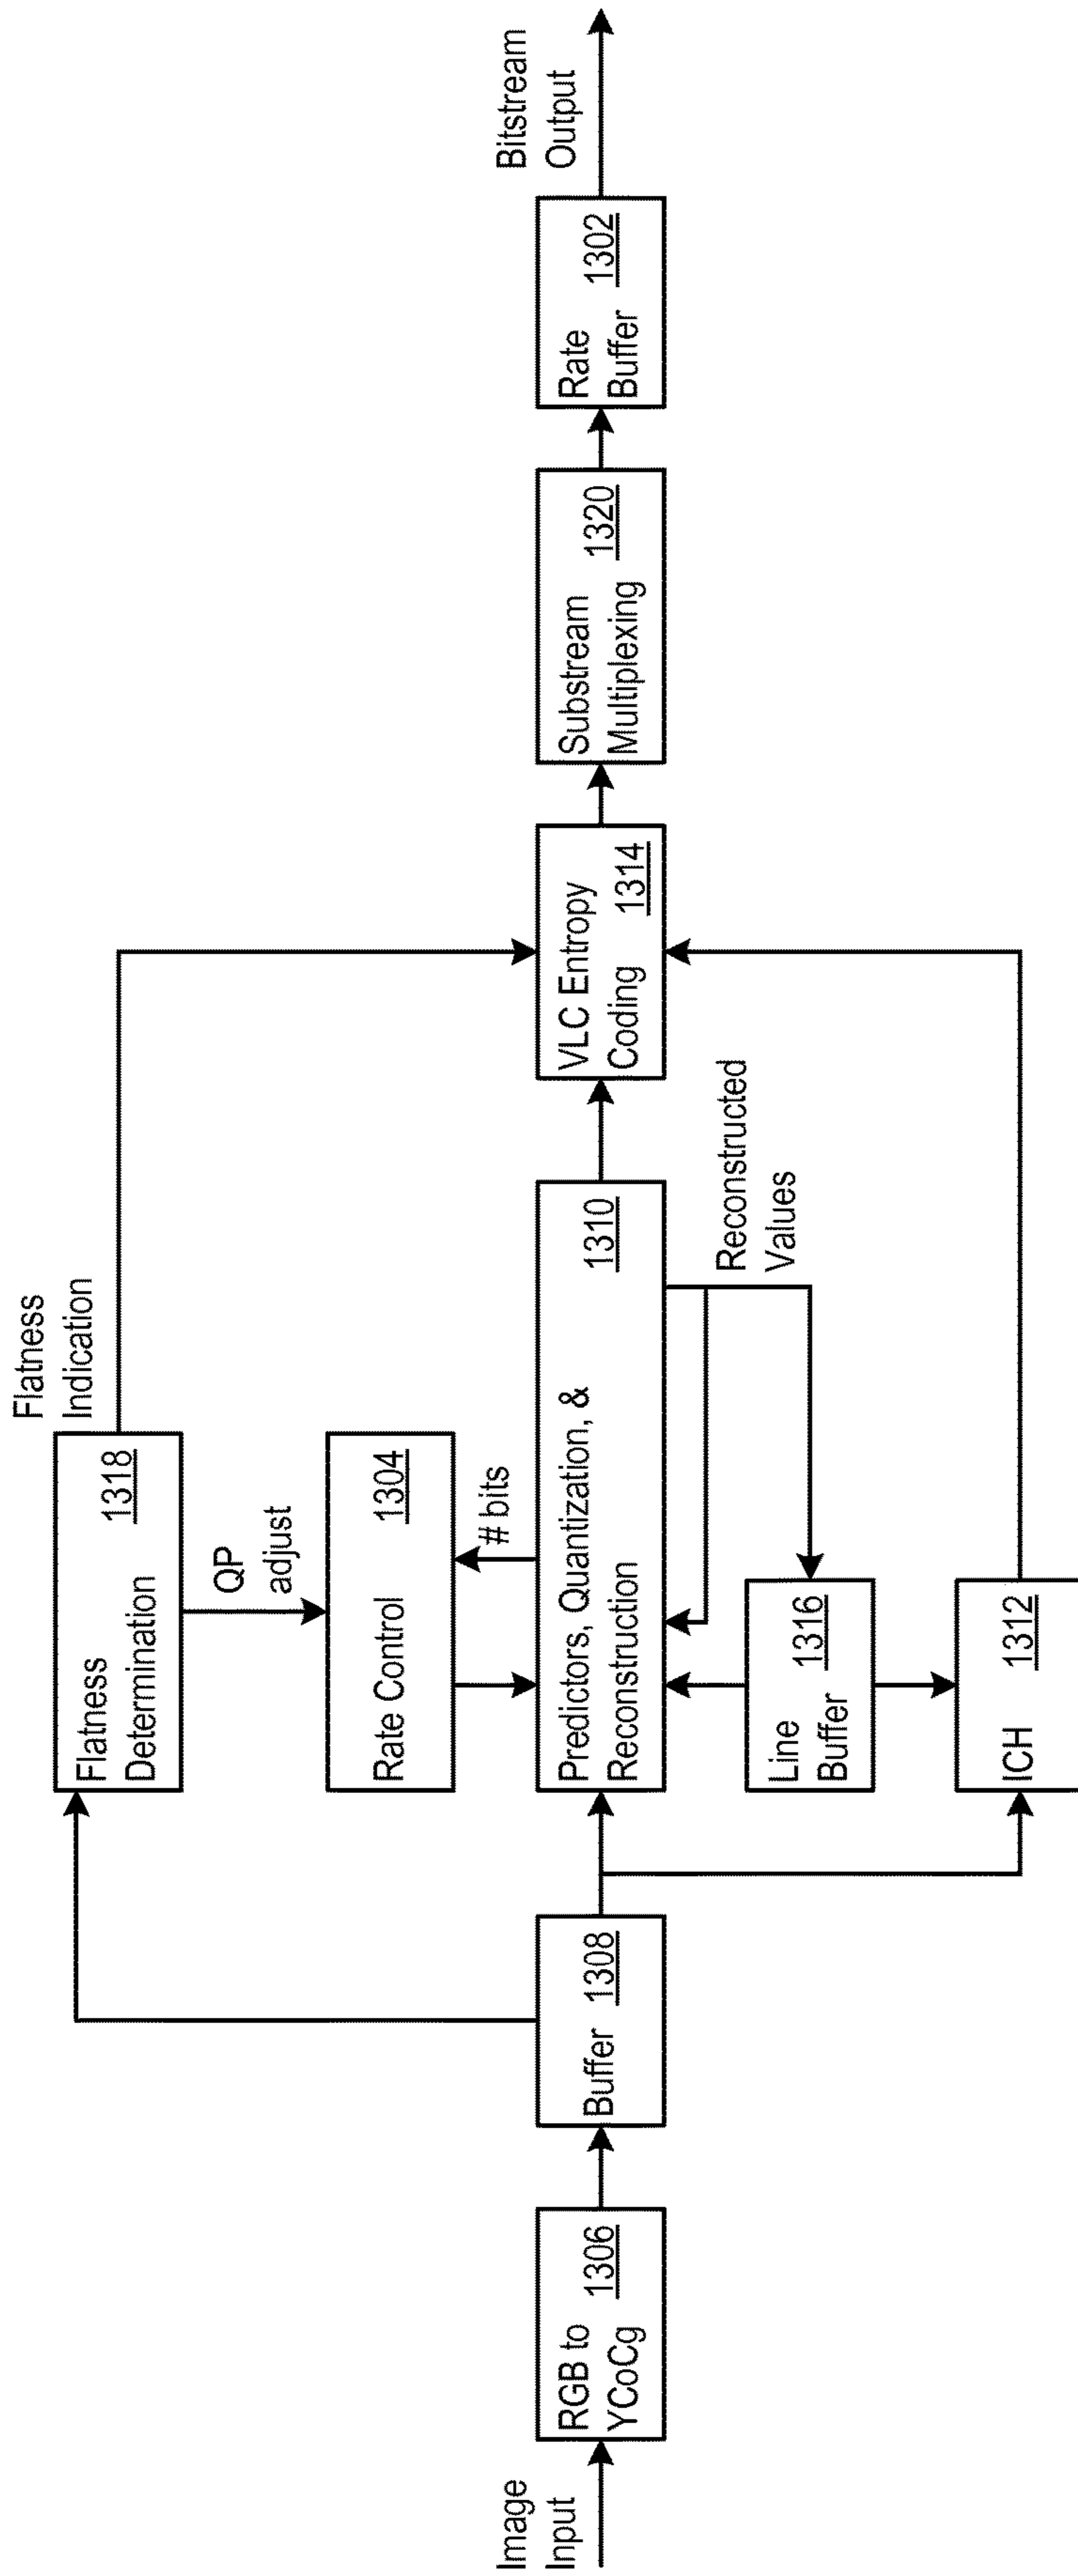 Image
Input
RGB to
YCoCg 1306
Buffer 1308
Flatness
Determination 1318
Flatness
Indication
QP
adjust
Rate Control 1304
# bits
Predictors, Quantization, &
Reconstruction 1310
Reconstructed
Values
Line
Buffer 1316
ICH 1312
VLC Entropy
Coding 1314
Substream
Multiplexing 1320
Rate
Buffer 1302
Bitstream
Output